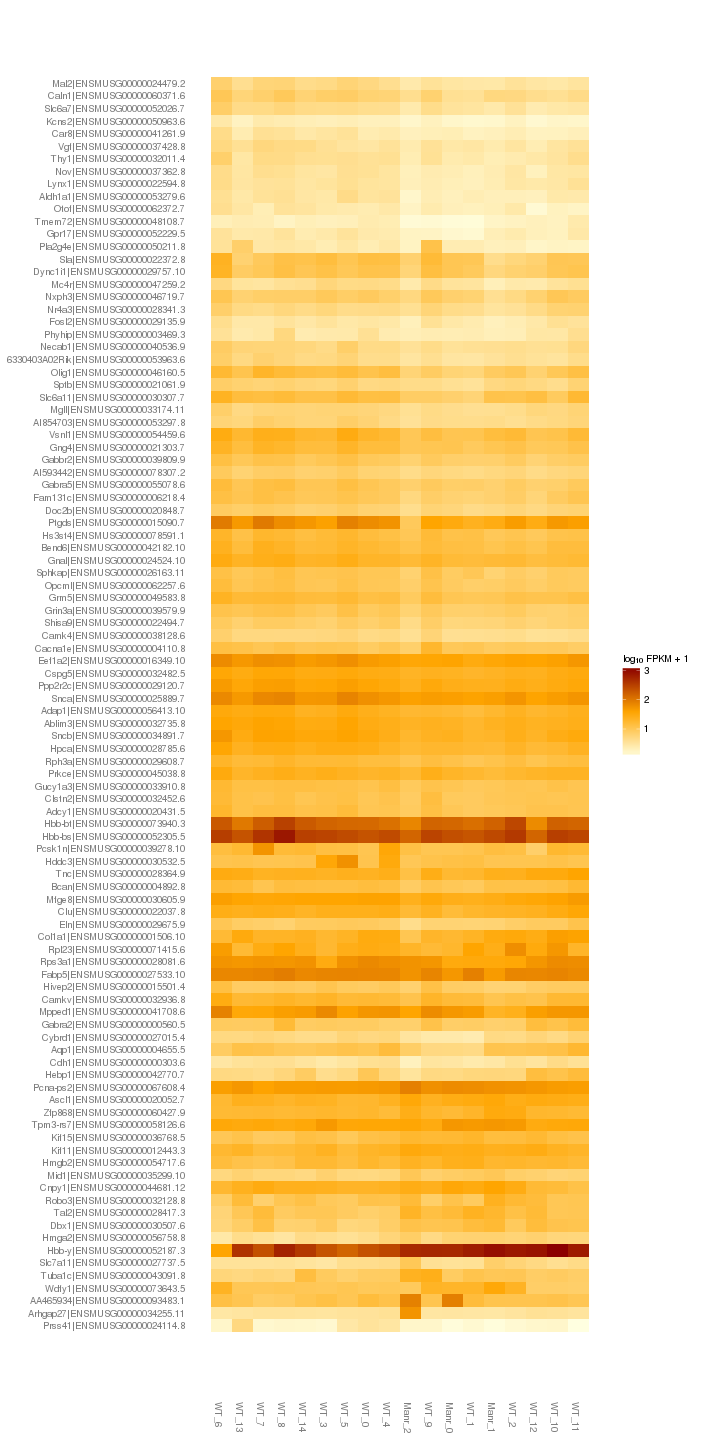 Mal2|ENSMUSG00000024479.2
Caln1|ENSMUSG00000060371.6
Slc6a7|ENSMUSG00000052026.7
Kcns2|ENSMUSG00000050963.6
Car8|ENSMUSG00000041261.9
Vgf|ENSMUSG00000037428.8
Thy1|ENSMUSG00000032011.4
Nov|ENSMUSG00000037362.8
Lynx1|ENSMUSG00000022594.8
Aldh1a1|ENSMUSG00000053279.6
Otof|ENSMUSG00000062372.7
Tmem72|ENSMUSG00000048108.7
Gpr17|ENSMUSG00000052229.5
Pla2g4e|ENSMUSG00000050211.8
Sla|ENSMUSG00000022372.8
Dync1i1|ENSMUSG00000029757.10
Mc4r|ENSMUSG00000047259.2
Nxph3|ENSMUSG00000046719.7
Nr4a3|ENSMUSG00000028341.3
Fosl2|ENSMUSG00000029135.9
Phyhip|ENSMUSG00000003469.3
Necab1|ENSMUSG00000040536.9
6330403A02Rik|ENSMUSG00000053963.6
Olig1|ENSMUSG00000046160.5
Sptb|ENSMUSG00000021061.9
Slc6a11|ENSMUSG00000030307.7
Mgll|ENSMUSG00000033174.11
AI854703|ENSMUSG00000053297.8
Vsnl1|ENSMUSG00000054459.6
Gng4|ENSMUSG00000021303.7
Gabbr2|ENSMUSG00000039809.9
AI593442|ENSMUSG00000078307.2
Gabra5|ENSMUSG00000055078.6
Fam131c|ENSMUSG00000006218.4
Doc2b|ENSMUSG00000020848.7
Ptgds|ENSMUSG00000015090.7
Hs3st4|ENSMUSG00000078591.1
Bend6|ENSMUSG00000042182.10
Gnal|ENSMUSG00000024524.10
Sphkap|ENSMUSG00000026163.11
Opcml|ENSMUSG00000062257.6
Grm5|ENSMUSG00000049583.8
Grin3a|ENSMUSG00000039579.9
Shisa9|ENSMUSG00000022494.7
Camk4|ENSMUSG00000038128.6
Cacna1e|ENSMUSG00000004110.8
Eef1a2|ENSMUSG00000016349.10
Cspg5|ENSMUSG00000032482.5
Ppp2r2c|ENSMUSG00000029120.7
Snca|ENSMUSG00000025889.7
Adap1|ENSMUSG00000056413.10
Ablim3|ENSMUSG00000032735.8
Sncb|ENSMUSG00000034891.7
Hpca|ENSMUSG00000028785.6
Rph3a|ENSMUSG00000029608.7
Prkce|ENSMUSG00000045038.8
Gucy1a3|ENSMUSG00000033910.8
Clstn2|ENSMUSG00000032452.6
Adcy1|ENSMUSG00000020431.5
Hbb-bt|ENSMUSG00000073940.3
Hbb-bs|ENSMUSG00000052305.5
Pcsk1n|ENSMUSG00000039278.10
Hddc3|ENSMUSG00000030532.5
Tnc|ENSMUSG00000028364.9
Bcan|ENSMUSG00000004892.8
Mfge8|ENSMUSG00000030605.9
Clu|ENSMUSG00000022037.8
Eln|ENSMUSG00000029675.9
Col1a1|ENSMUSG00000001506.10
Rpl23|ENSMUSG00000071415.6
Rps3a1|ENSMUSG00000028081.6
Fabp5|ENSMUSG00000027533.10
Hivep2|ENSMUSG00000015501.4
Camkv|ENSMUSG00000032936.8
Mpped1|ENSMUSG00000041708.6
Gabra2|ENSMUSG00000000560.5
Cybrd1|ENSMUSG00000027015.4
Aqp1|ENSMUSG00000004655.5
Cdh1|ENSMUSG00000000303.6
Hebp1|ENSMUSG00000042770.7
Pcna-ps2|ENSMUSG00000067608.4
Ascl1|ENSMUSG00000020052.7
Zfp868|ENSMUSG00000060427.9
Tpm3-rs7|ENSMUSG00000058126.6
Kif15|ENSMUSG00000036768.5
Kif11|ENSMUSG00000012443.3
Hmgb2|ENSMUSG00000054717.6
Mid1|ENSMUSG00000035299.10
Cnpy1|ENSMUSG00000044681.12
Robo3|ENSMUSG00000032128.8
Tal2|ENSMUSG00000028417.3
Dbx1|ENSMUSG00000030507.6
Hmga2|ENSMUSG00000056758.8
Hbb-y|ENSMUSG00000052187.3
Slc7a11|ENSMUSG00000027737.5
Tuba1c|ENSMUSG00000043091.8
Wdfy1|ENSMUSG00000073643.5
AA465934|ENSMUSG00000093483.1
Arhgap27|ENSMUSG00000034255.11
Prss41|ENSMUSG00000024114.8
log10 FPKM + 1
3
2
1
WT_6
WT_13
WT_7
WT_8
WT_14
WT_3
WT_5
WT_0
WT_4
Manr_2
WT_9
Manr_0
WT_1
Manr_1
WT_2
WT_12
WT_10
WT_11